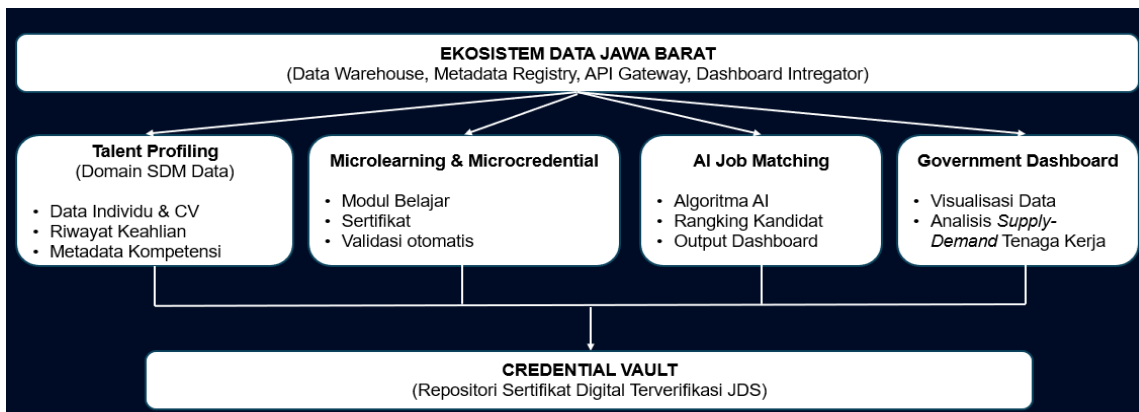 EKOSISTEM DATA JAWA BARAT
(Data Warehouse, Metadata Registry, API Gateway, Dashboard Intregator)
Talent Profiling
(Domain SDM Data)
• Data Individu & CV
• Riwayat Keahlian
• Metadata Kompetensi
Microlearning & Microcredential
• Modul Belajar
• Sertifikat
• Validasi otomatis
AI Job Matching
• Algoritma AI
• Rangking Kandidat
• Output Dashboard
Government Dashboard
• Visualisasi Data
• Analisis Supply-
Demand Tenaga Kerja
CREDENTIAL VAULT
(Repositori Sertifikat Digital Terverifikasi JDS)